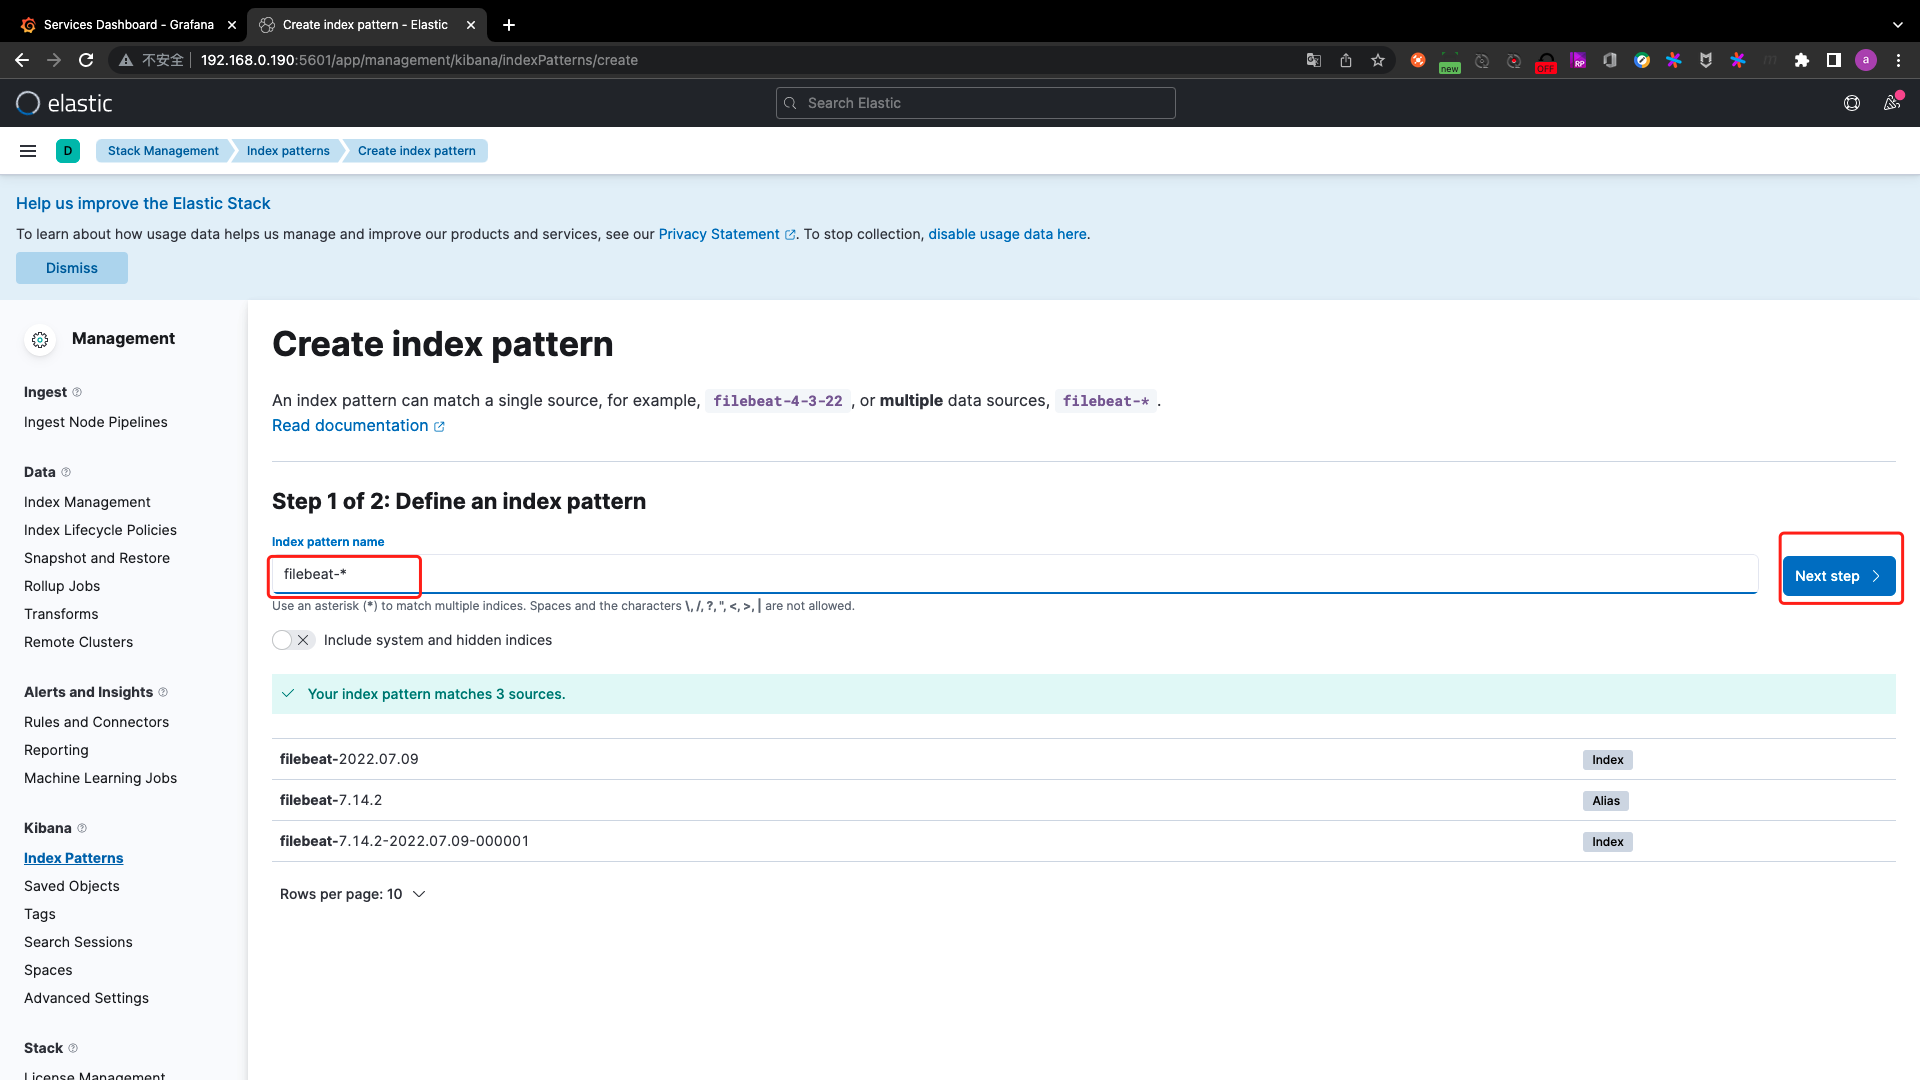 Services Dashboard - Grafana
Create index pattern - Elastic
不安全
192.168.0.190:5601/app/management/kibana/indexPatterns/create
new
OFF
RP
m
a
elastic
Search Elastic
D
Stack Management
Index patterns
Create index pattern
Help us improve the Elastic Stack
To learn about how usage data helps us manage and improve our products and services, see our Privacy Statement. To stop collection, disable usage data here.
Dismiss
Management
Ingest
Ingest Node Pipelines
Data
Index Management
Index Lifecycle Policies
Snapshot and Restore
Rollup Jobs
Transforms
Remote Clusters
Alerts and Insights
Rules and Connectors
Reporting
Machine Learning Jobs
Kibana
Index Patterns
Saved Objects
Tags
Search Sessions
Spaces
Advanced Settings
Stack
License Management
Create index pattern
An index pattern can match a single source, for example, filebeat-4-3-22 , or multiple data sources, filebeat-* .
Read documentation
Step 1 of 2: Define an index pattern
Index pattern name
filebeat-*
Next step
Use an asterisk (*) to match multiple indices. Spaces and the characters \, /, ?, ", <, >, | are not allowed.
Include system and hidden indices
Your index pattern matches 3 sources.
filebeat-2022.07.09
Index
filebeat-7.14.2
Alias
filebeat-7.14.2-2022.07.09-000001
Index
Rows per page: 10